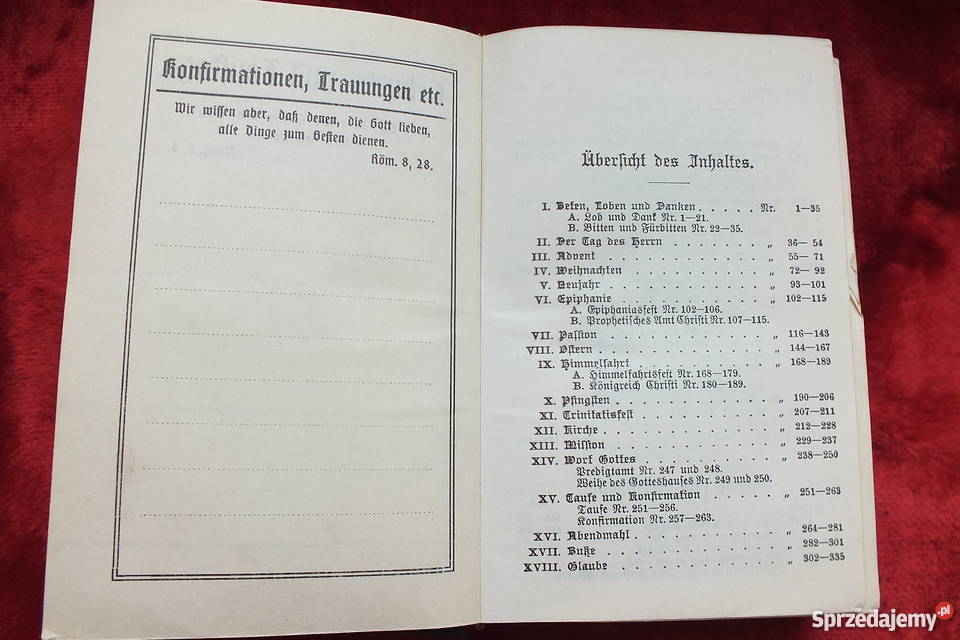 Konfirmationen, Trauungen etc.
Wir wissen aber, daß denen, die Gott lieben,
alle Dinge zum Besten dienen.
Röm. 8, 28.
Übersicht des Inhaltes.
I. Beten, Loben und Danken . . . . . Nr. 1—35
A. Lob und Dank Nr. 1—21.
B. Bitten und Fürbitten Nr. 22—35.
II. Der Tag des Herrn . . . . . . . „ 36— 54
III. Advent . . . . . . . . . . . „ 55— 71
IV. Weihnachten . . . . . . . . . . „ 72— 92
V. Neujahr . . . . . . . . . . . „ 93—101
VI. Epiphanie . . . . . . . . . . . „ 102—115
A. Epiphaniasfest Nr. 102—106.
B. Prophetisches Amt Christi Nr. 107—115.
VII. Passion . . . . . . . . . . . „ 116—143
VIII. Ostern . . . . . . . . . . . . „ 144—167
IX. Himmelfahrt . . . . . . . . . . „ 168—189
A. Himmelfahrtsfest Nr. 168—179.
B. Königreich Christi Nr. 180—189.
X. Pfingsten . . . . . . . . . . . „ 190—206
XI. Trinitatisfest . . . . . . . . . . „ 207—211
XII. Kirche . . . . . . . . . . . . „ 212—228
XIII. Mission . . . . . . . . . . . „ 229—237
XIV. Wort Gottes . . . . . . . . . . „ 238—250
Predigtamt Nr. 247 und 248.
Weihe des Gotteshauses Nr. 249 und 250.
XV. Taufe und Konfirmation . . . . . . „ 251—263
Taufe Nr. 251—256.
Konfirmation Nr. 257—263.
XVI. Abendmahl . . . . . . . . . . . „ 264—281
XVII. Buße . . . . . . . . . . . . „ 282—301
XVIII. Glaube . . . . . . . . . . . „ 302—335
Sprzedajemy.pl